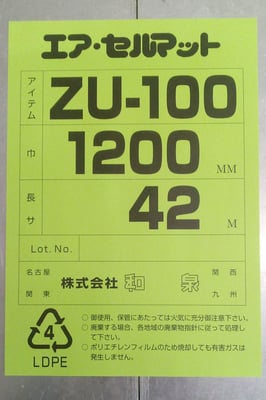 エア・セルマット
アイテム ZU-100
巾 1200 MM
長サ 42 M
Lot. No.
名古屋 関西
株式会社 和泉
関東 九州
4
LDPE
○ 御使用、保管にあたっては火気に充分御注意下さい。
○ 廃棄する場合、各地域の廃棄物指針に従って処理し
て下さい。
○ ポリエチレンフィルムのため焼却しても有害ガスは
発生しません。